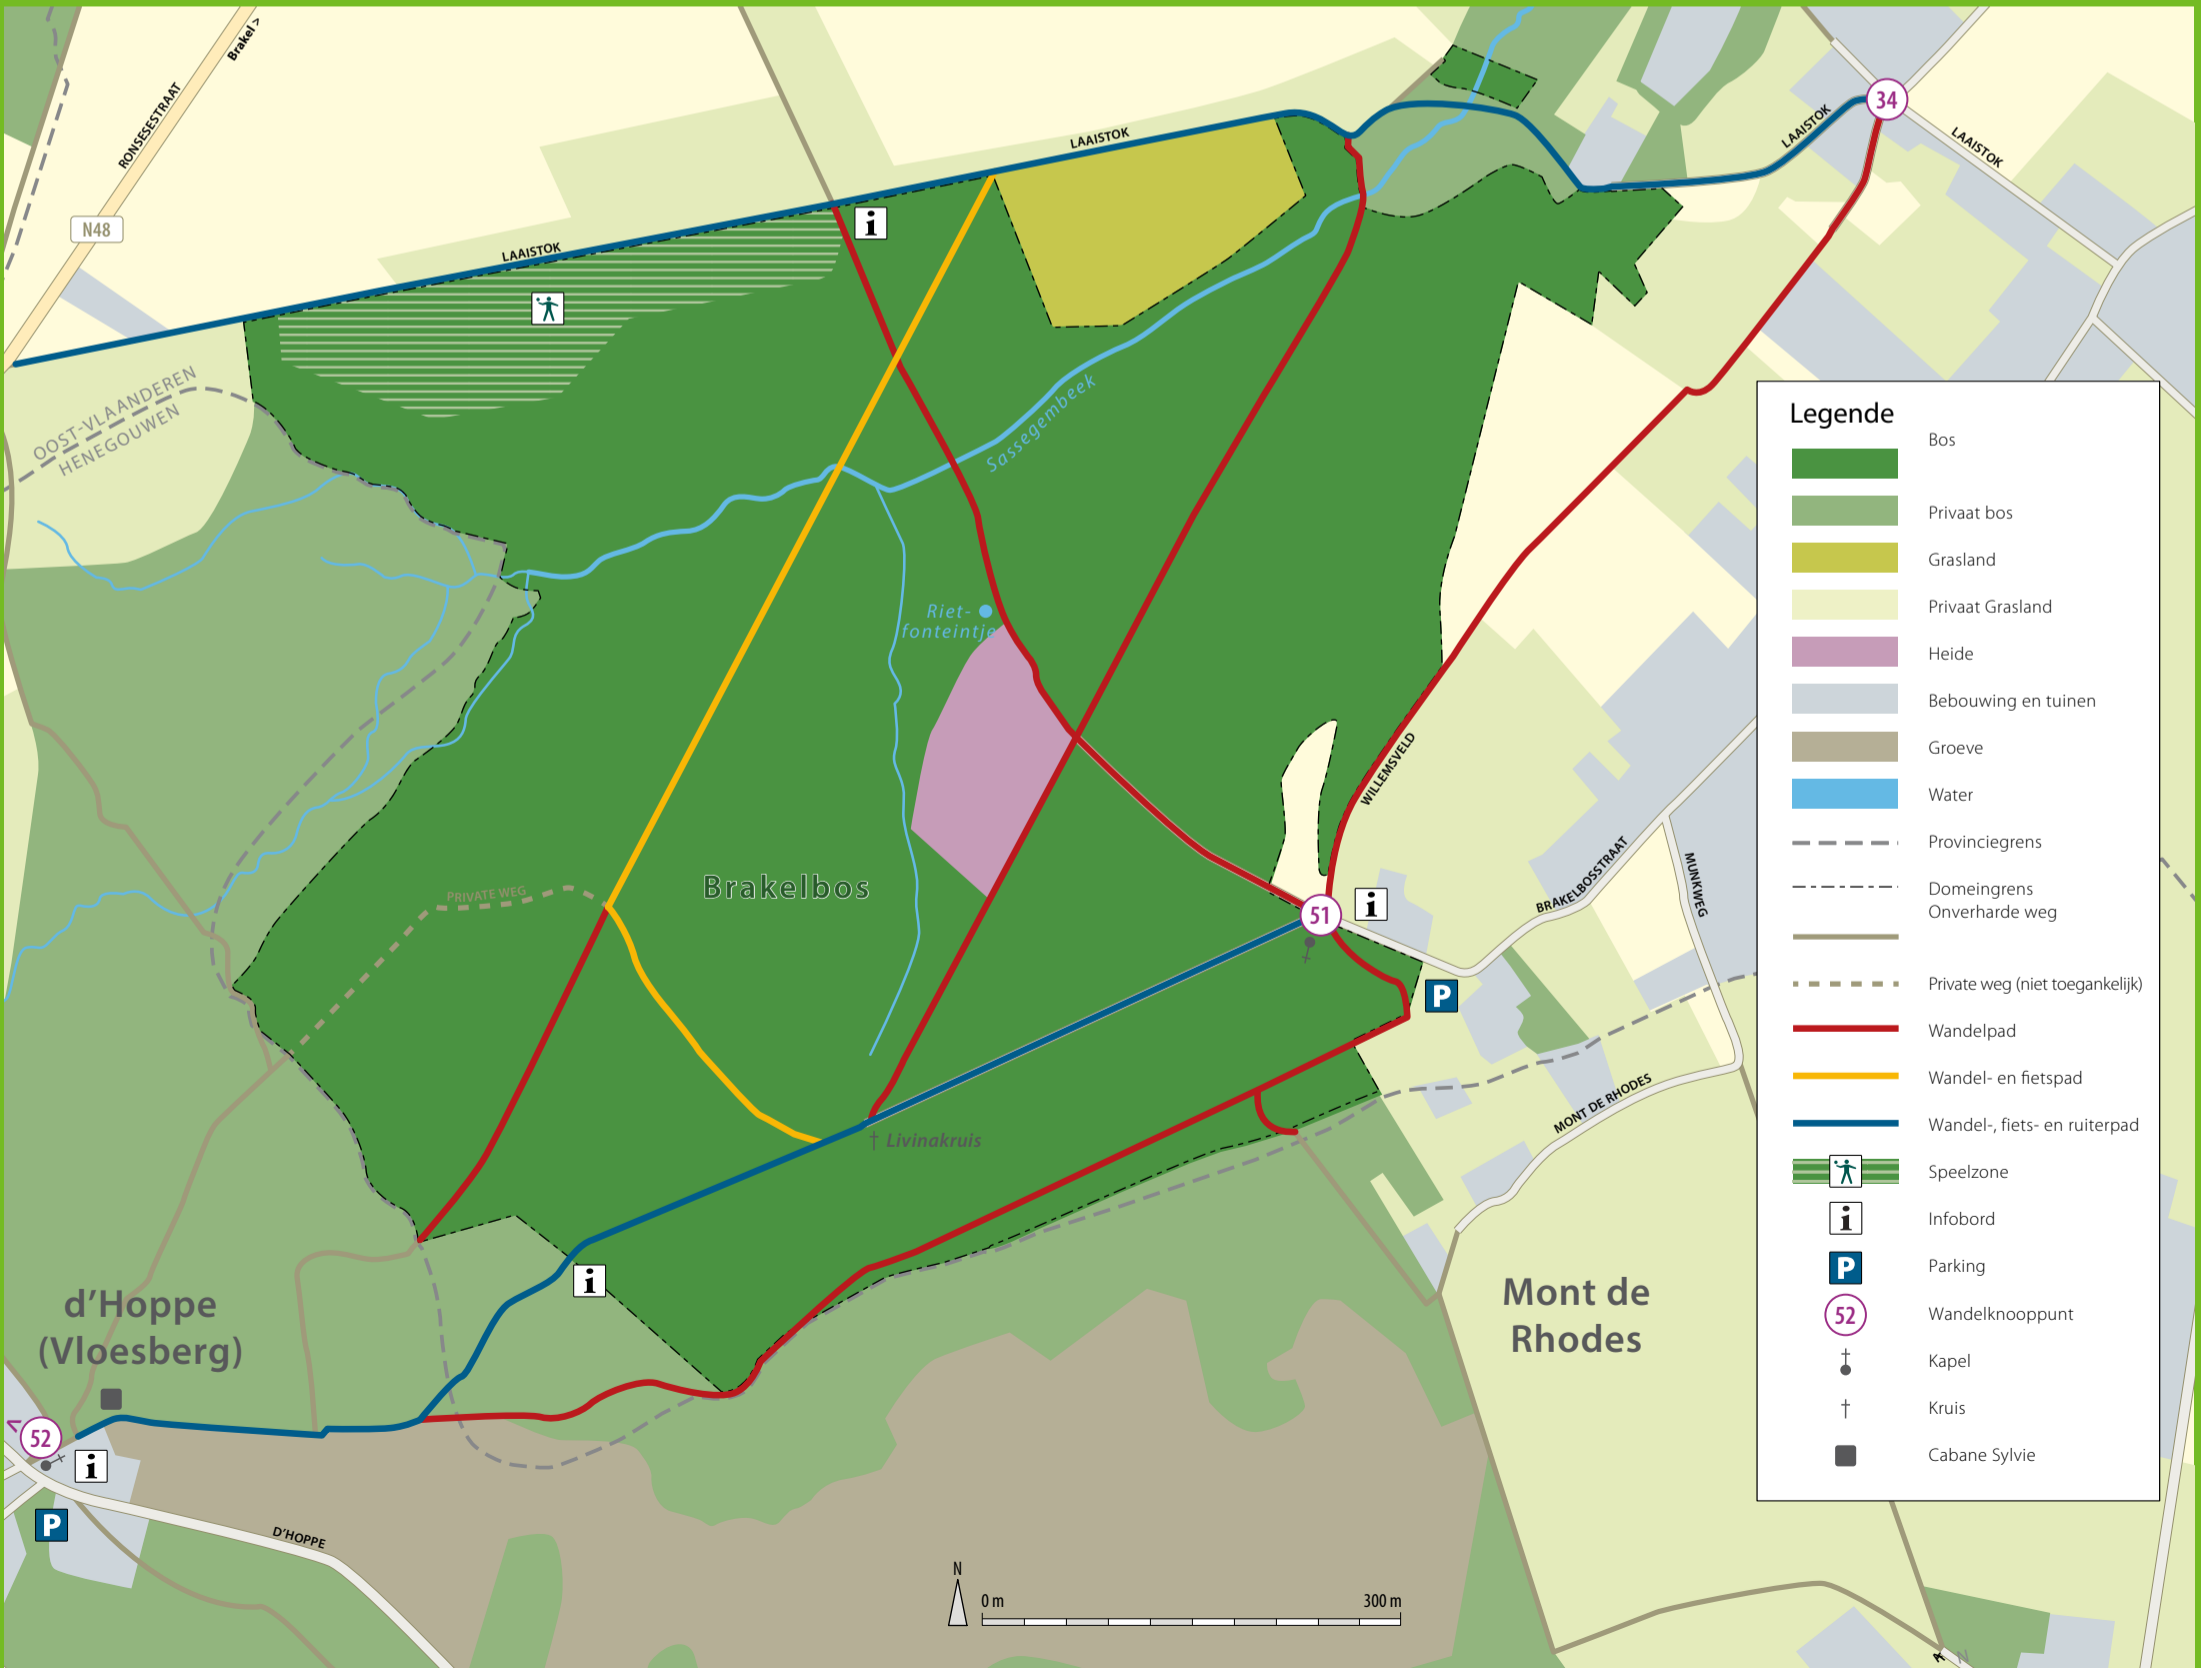 Brakel >
RONSESESTRAAT
N48
LAAISTOK
LAAISTOK
LAAISTOK
LAAISTOK
34
OOST-VLAANDEREN
HENEGOUWEN
Sassegembeek
Riet-
fonteintje
WILLEMSVELD
Brakelbos
PRIVATE WEG
51
BRAKELBOSSTRAAT
MUNKWEG
P
MONT DE RHODES
† Livinakruis
d'Hoppe
(Vloesberg)
Mont de
Rhodes
52
P
D'HOPPE
N
0 m
300 m
Legende
Bos
Privaat bos
Grasland
Privaat Grasland
Heide
Bebouwing en tuinen
Groeve
Water
Provinciegrens
Domeingrens
Onverharde weg
Private weg (niet toegankelijk)
Wandelpad
Wandel- en fietspad
Wandel-, fiets- en ruiterpad
Speelzone
i Infobord
P Parking
52 Wandelknooppunt
Kapel
† Kruis
Cabane Sylvie